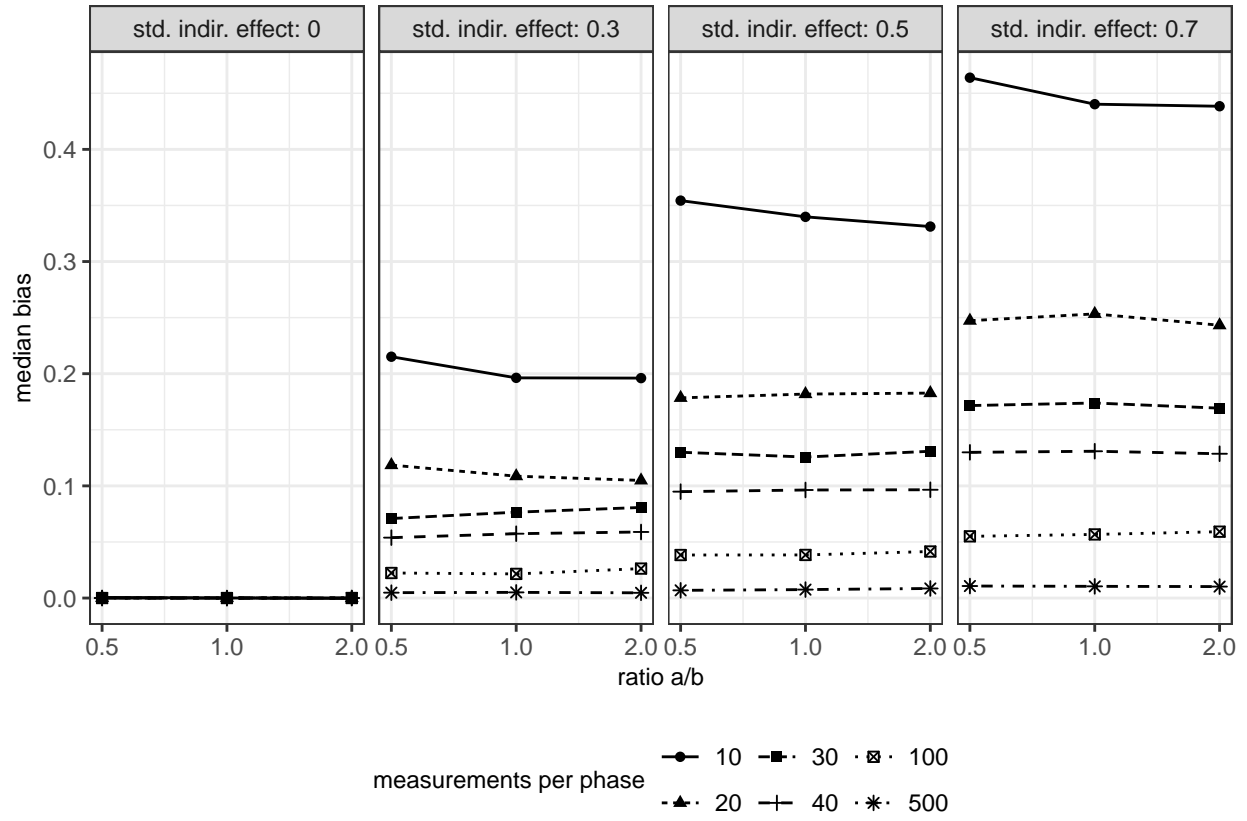 std. indir. effect: 0 std. indir. effect: 0.3 std. indir. effect: 0.5 std. indir. effect: 0.7
0.4
0.3
0.2
0.1
0.0
median bias
0.5 1.0 2.0 0.5 1.0 2.0 0.5 1.0 2.0 0.5 1.0 2.0
ratio a/b
measurements per phase
10 30 100
20 40 500